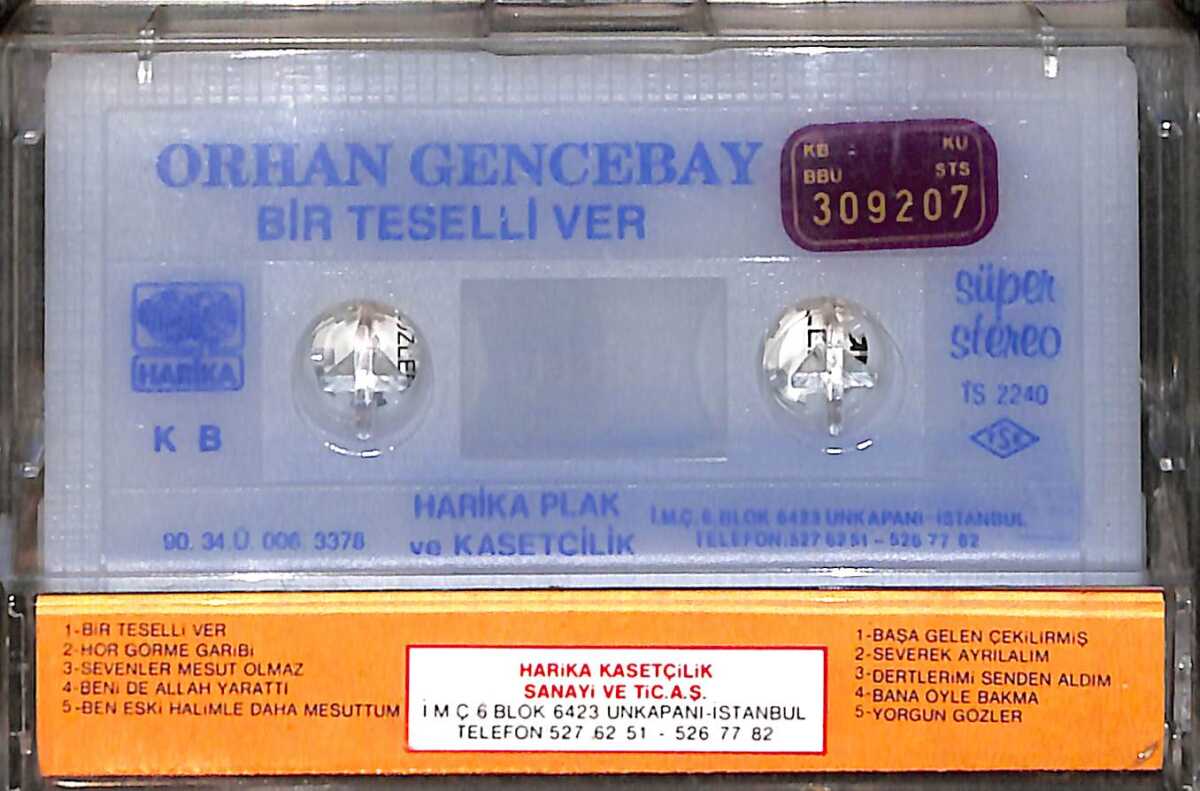 ORHAN GENCEBAY
BİR TESELLİ VER
KB KÜ
BBÜ STS
309207
HARİKA
K B
süper
stereo
TS 2240
TSE
90. 34.Ü. 006 3378
HARİKA PLAK
ve KASETÇİLİK
İ.M.Ç. 6. BLOK 6423 UNKAPANI-İSTANBUL
TELEFON: 527 62 51 - 526 77 82
1-BİR TESELLİ VER
2-HOR GÖRME GARİBİ
3-SEVENLER MESUT OLMAZ
4-BENİ DE ALLAH YARATTI
5-BEN ESKİ HALİMLE DAHA MESUTTUM
HARİKA KASETÇİLİK
SANAYİ VE TİC.A.Ş.
İ M Ç 6 BLOK 6423 UNKAPANI-İSTANBUL
TELEFON 527 62 51 - 526 77 82
1-BAŞA GELEN ÇEKİLİRMİŞ
2-SEVEREK AYRILALIM
3-DERTLERİMİ SENDEN ALDIM
4-BANA ÖYLE BAKMA
5-YORGUN GÖZLER